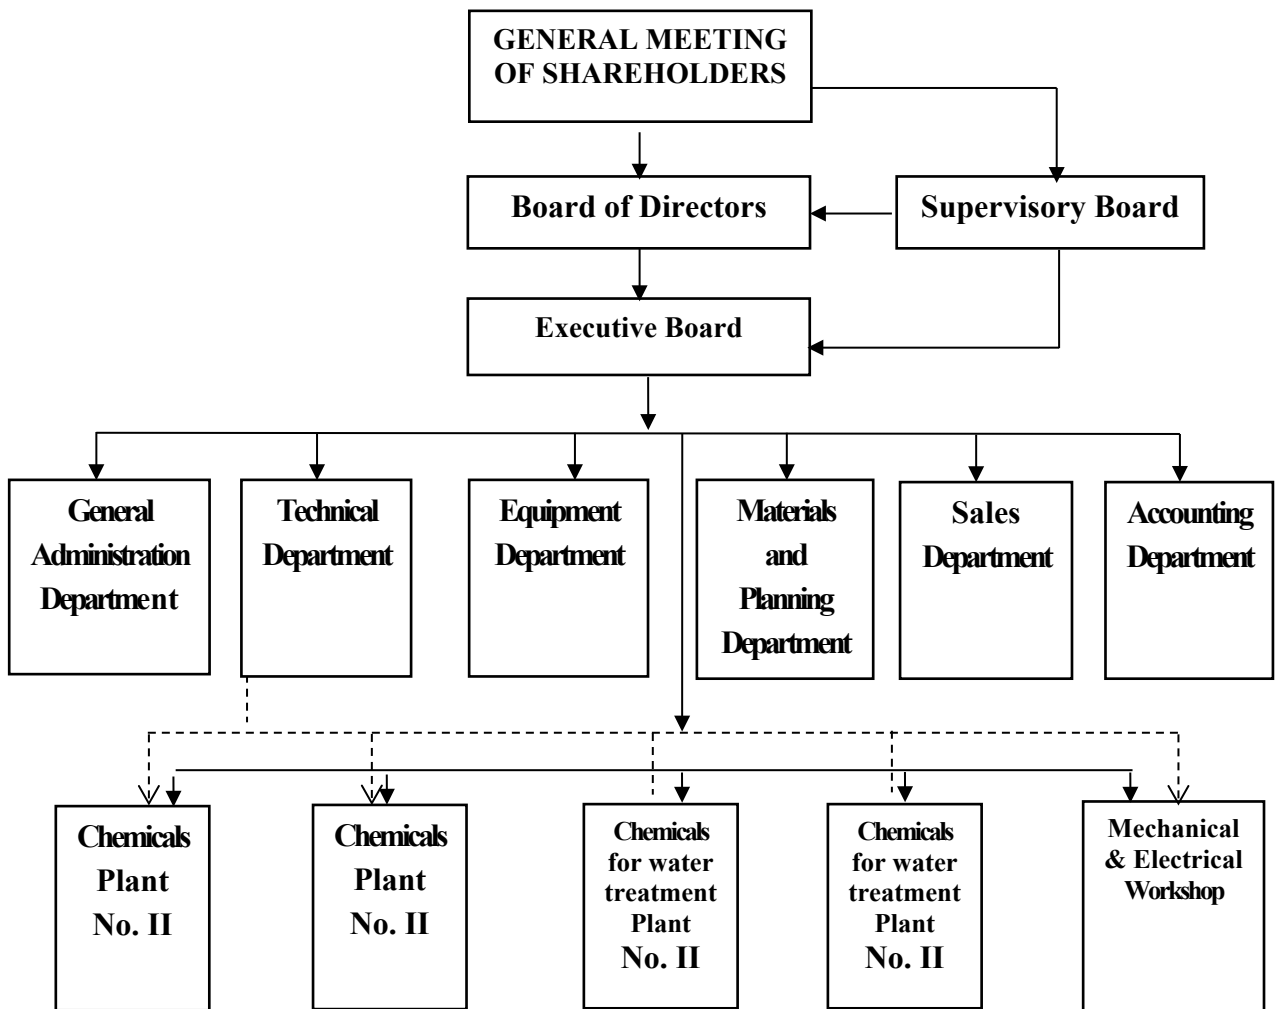 GENERAL MEETING
OF SHAREHOLDERS
Board of Directors
Supervisory Board
Executive Board
General
Administration
Department
Technical
Department
Equipment
Department
Materials
and
Planning
Department
Sales
Department
Accounting
Department
Chemicals
Plant
No. II
Chemicals
Plant
No. II
Chemicals
for water
treatment
Plant
No. II
Chemicals
for water
treatment
Plant
No. II
Mechanical
& Electrical
Workshop